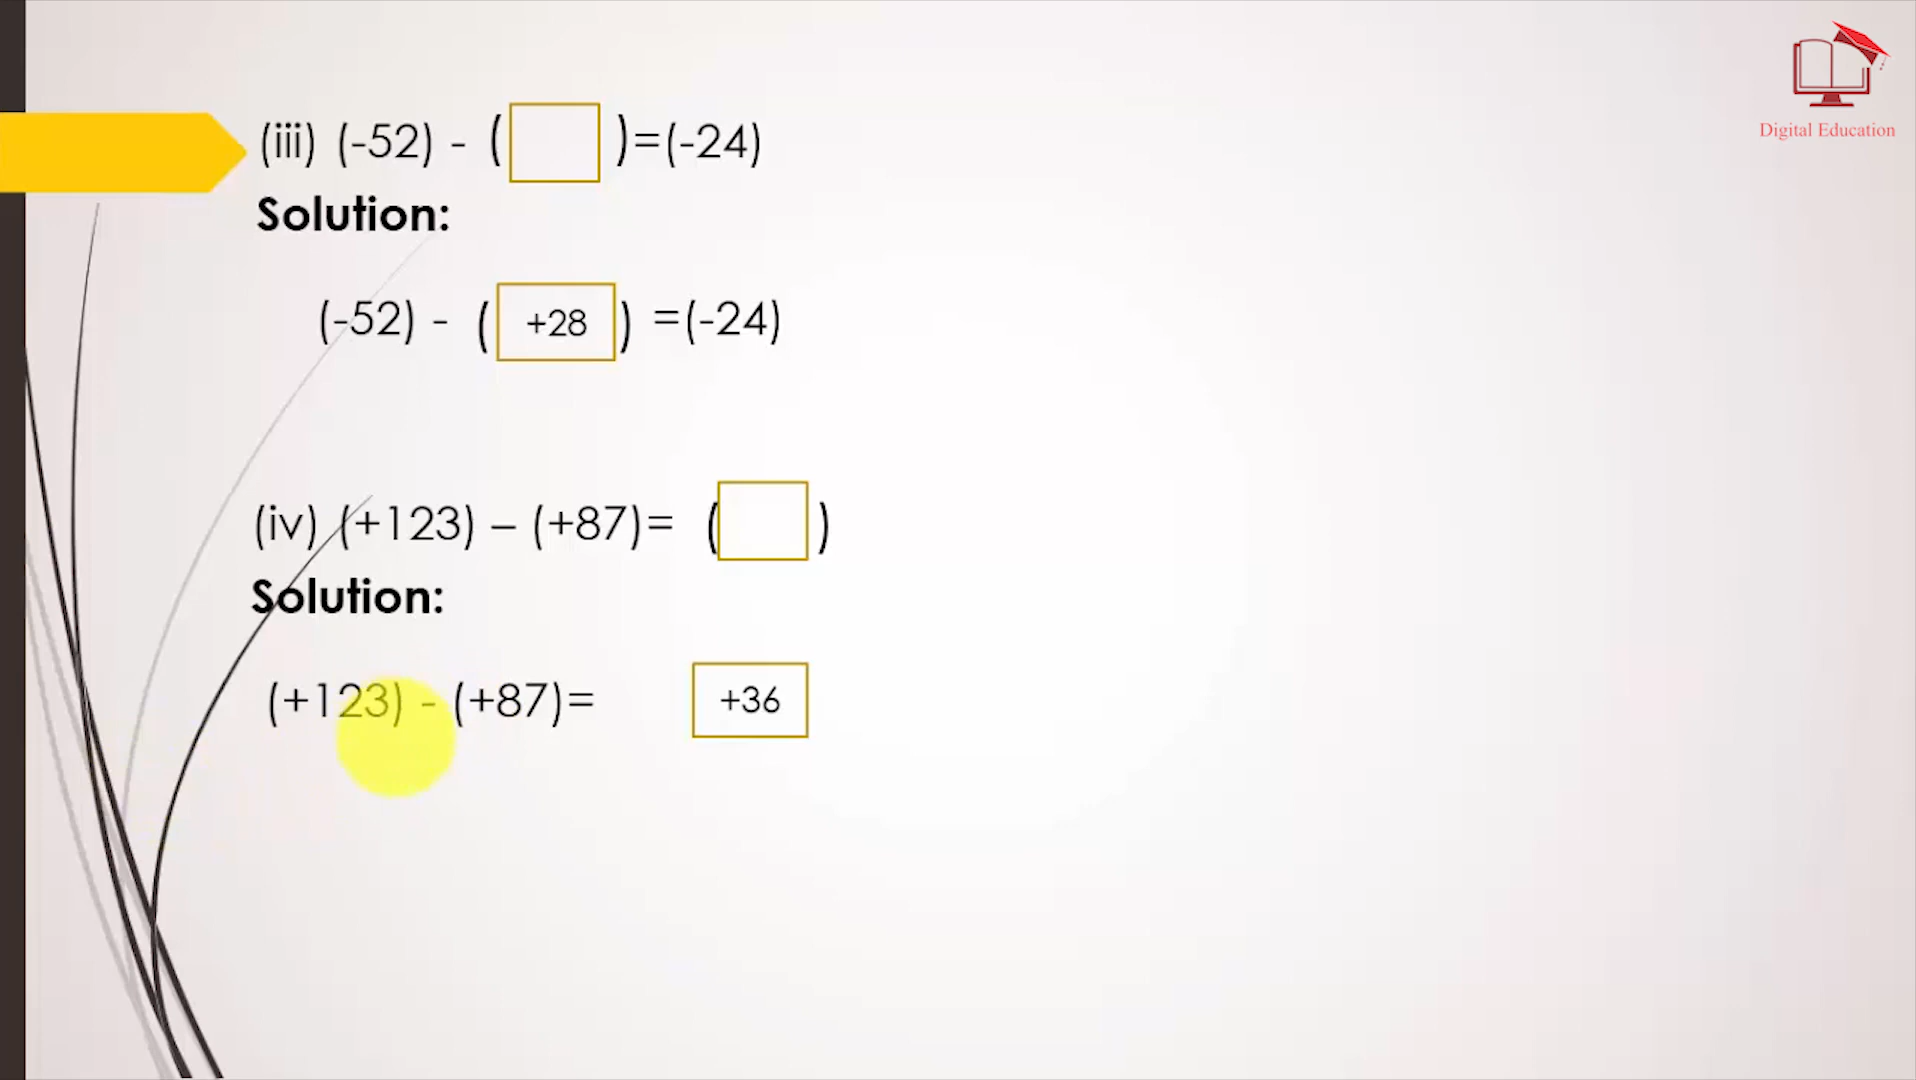 Digital Education
(iii) (-52) - ( )=(-24)
Solution:
(-52) - ( +28 ) =(-24)
(iv) (+123) – (+87)= ( )
Solution:
(+123) - (+87)= +36